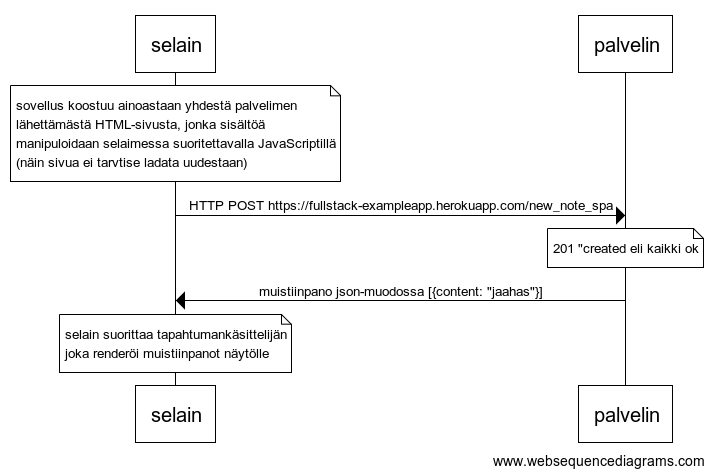 selain
palvelin
sovellus koostuu ainoastaan yhdestä palvelimen
lähettämästä HTML-sivusta, jonka sisältöä
manipuloidaan selaimessa suoritettavalla JavaScriptillä
(näin sivua ei tarvtise ladata uudestaan)
HTTP POST https://fullstack-exampleapp.herokuapp.com/new_note_spa
201 "created eli kaikki ok
muistiinpano json-muodossa [{content: "jaahas"}]
selain suorittaa tapahtumankäsittelijän
joka renderöi muistiinpanot näytölle
selain
palvelin
www.websequencediagrams.com